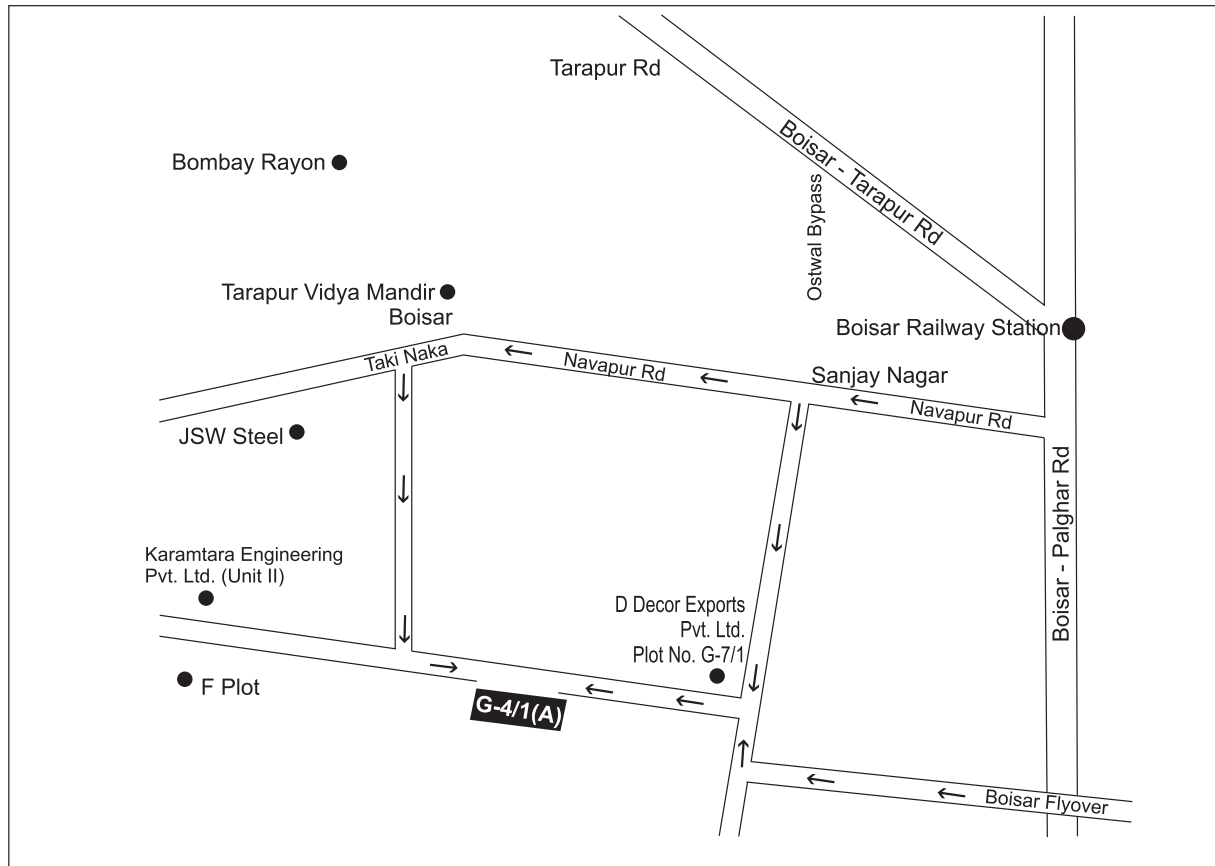 Tarapur Rd
Boisar - Tarapur Rd
Bombay Rayon
Ostwal Bypass
Tarapur Vidya Mandir
Boisar
Boisar Railway Station
Taki Naka
Navapur Rd
Sanjay Nagar
Navapur Rd
JSW Steel
Boisar - Palghar Rd
Karamtara Engineering
Pvt. Ltd. (Unit II)
D Decor Exports
Pvt. Ltd.
Plot No. G-7/1
F Plot
G-4/1(A)
Boisar Flyover